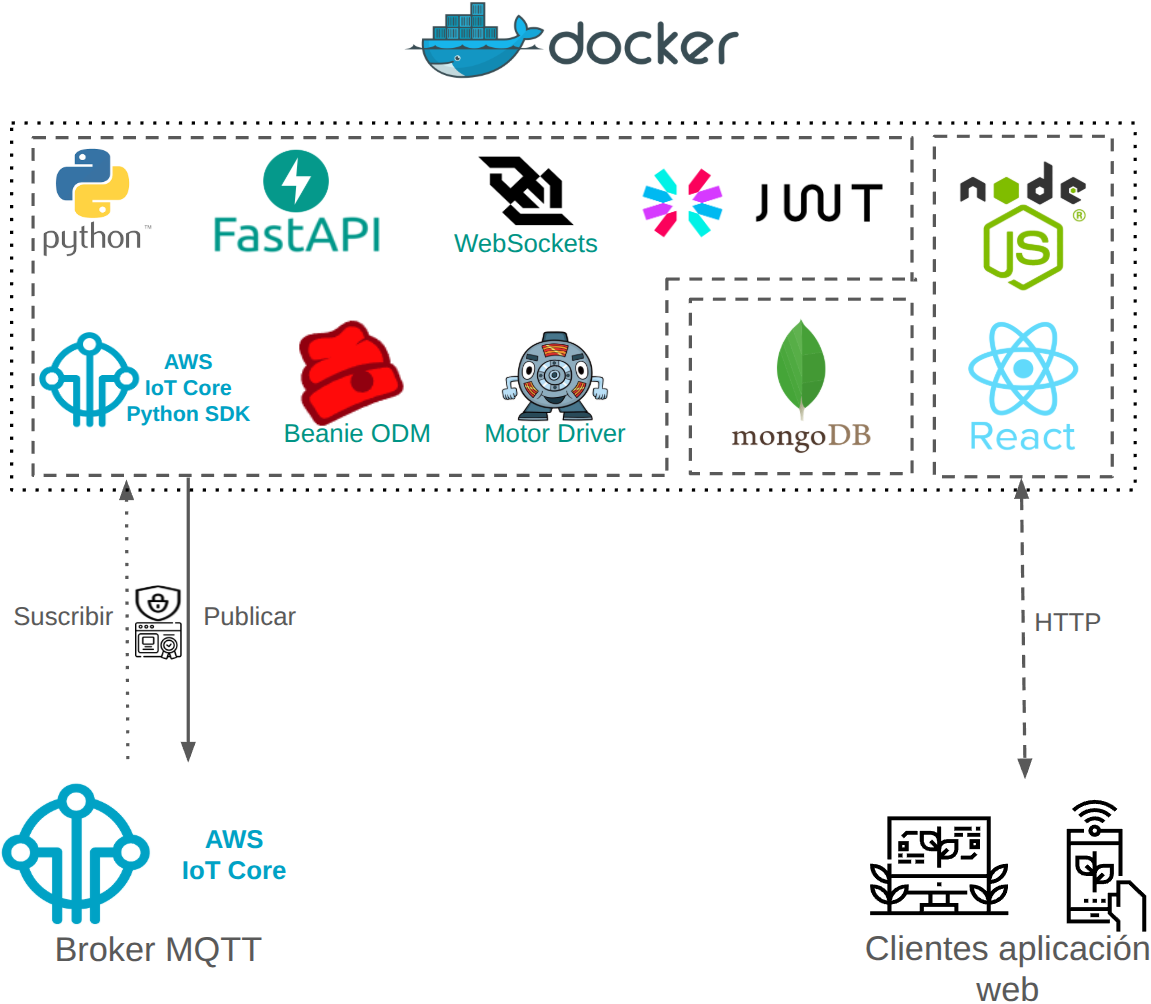 docker
python™
FastAPI
WebSockets
JWT
node
JS®
AWS
IoT Core
Python SDK
Beanie ODM
Motor Driver
mongoDB
React
Suscribir
Publicar
HTTP
AWS
IoT Core
Broker MQTT
Clientes aplicación
web